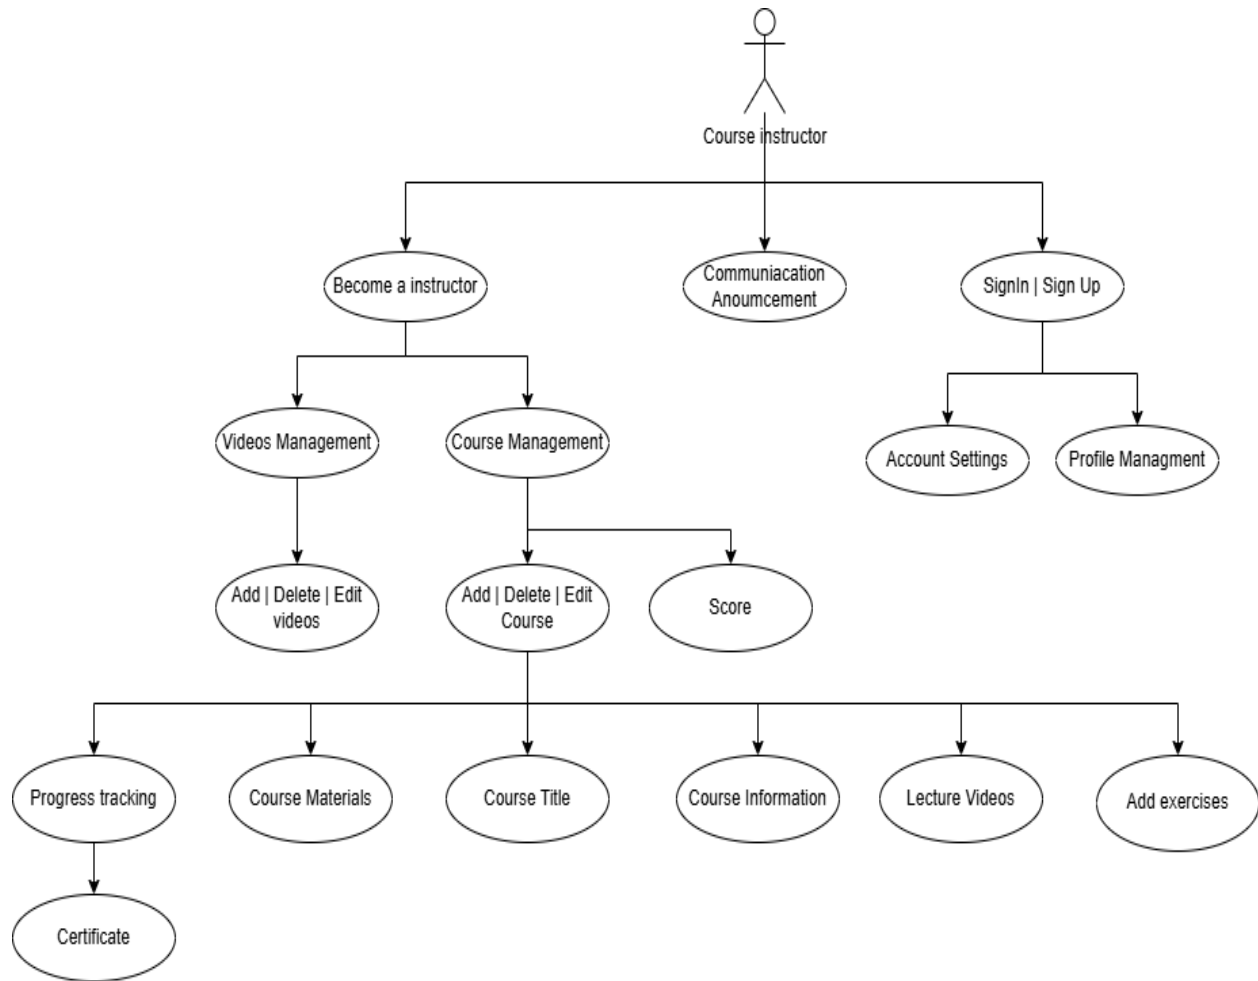 Course instructor
Become a instructor
Communiacation
Anoumcement
SignIn | Sign Up
Videos Management
Course Management
Account Settings
Profile Managment
Add | Delete | Edit
videos
Add | Delete | Edit
Course
Score
Progress tracking
Course Materials
Course Title
Course Information
Lecture Videos
Add exercises
Certificate